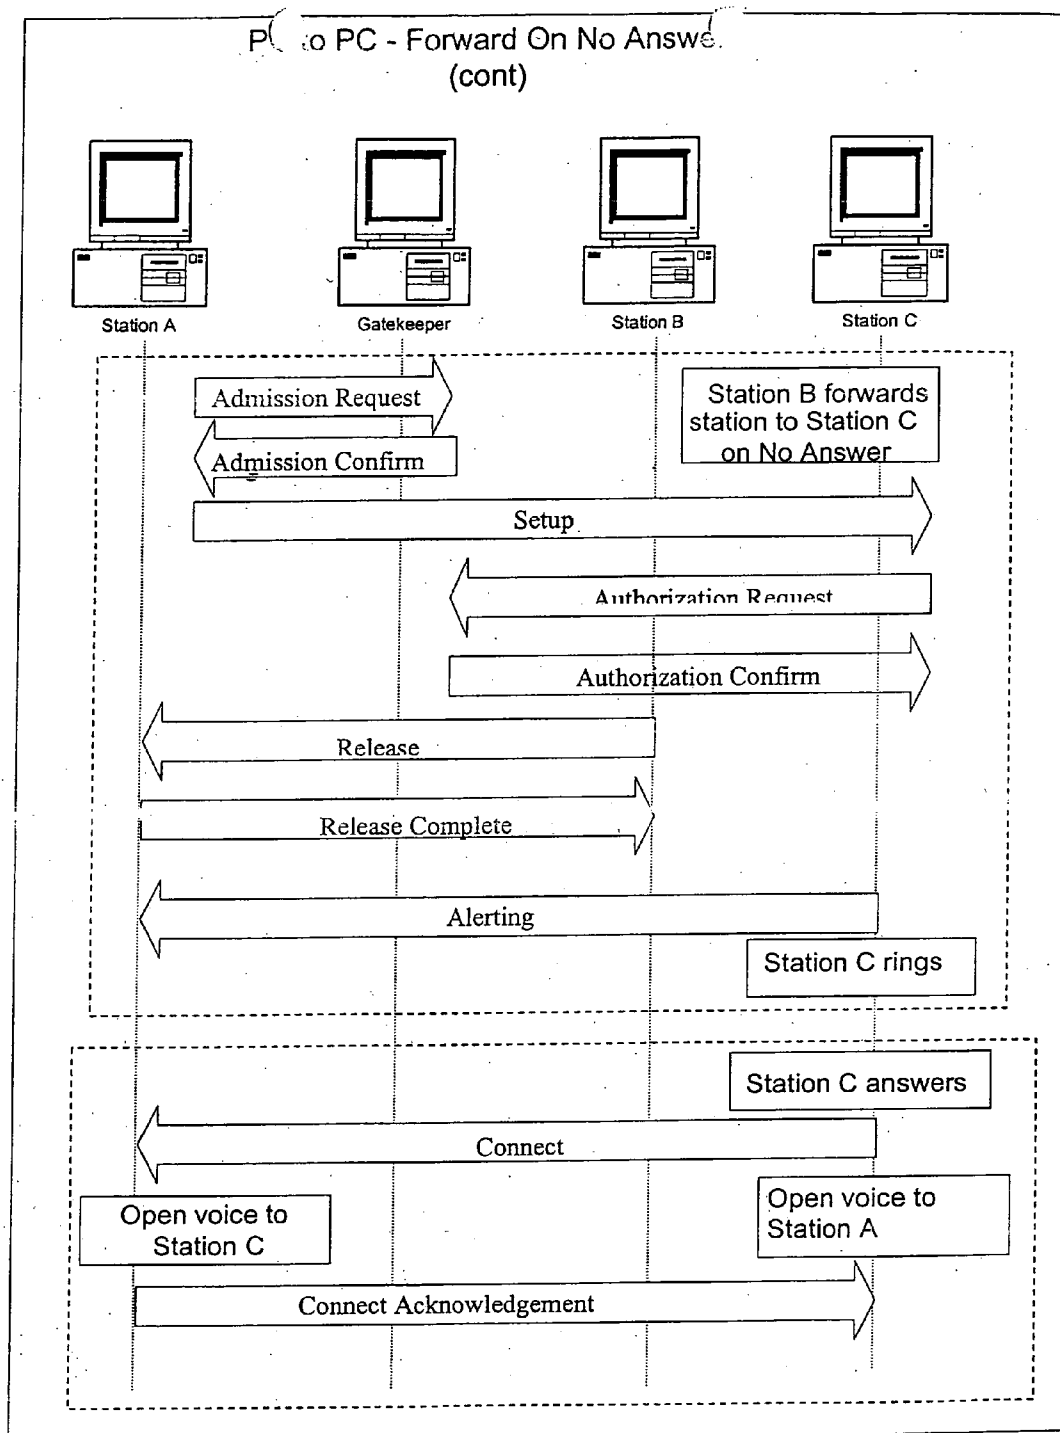 PC to PC - Forward On No Answer
(cont)
Station A
Gatekeeper
Station B
Station C
Admission Request
Station B forwards
station to Station C
on No Answer
Admission Confirm
Setup
Authorization Request
Authorization Confirm
Release
Release Complete
Alerting
Station C rings
Station C answers
Connect
Open voice to
Station C
Open voice to
Station A
Connect Acknowledgement